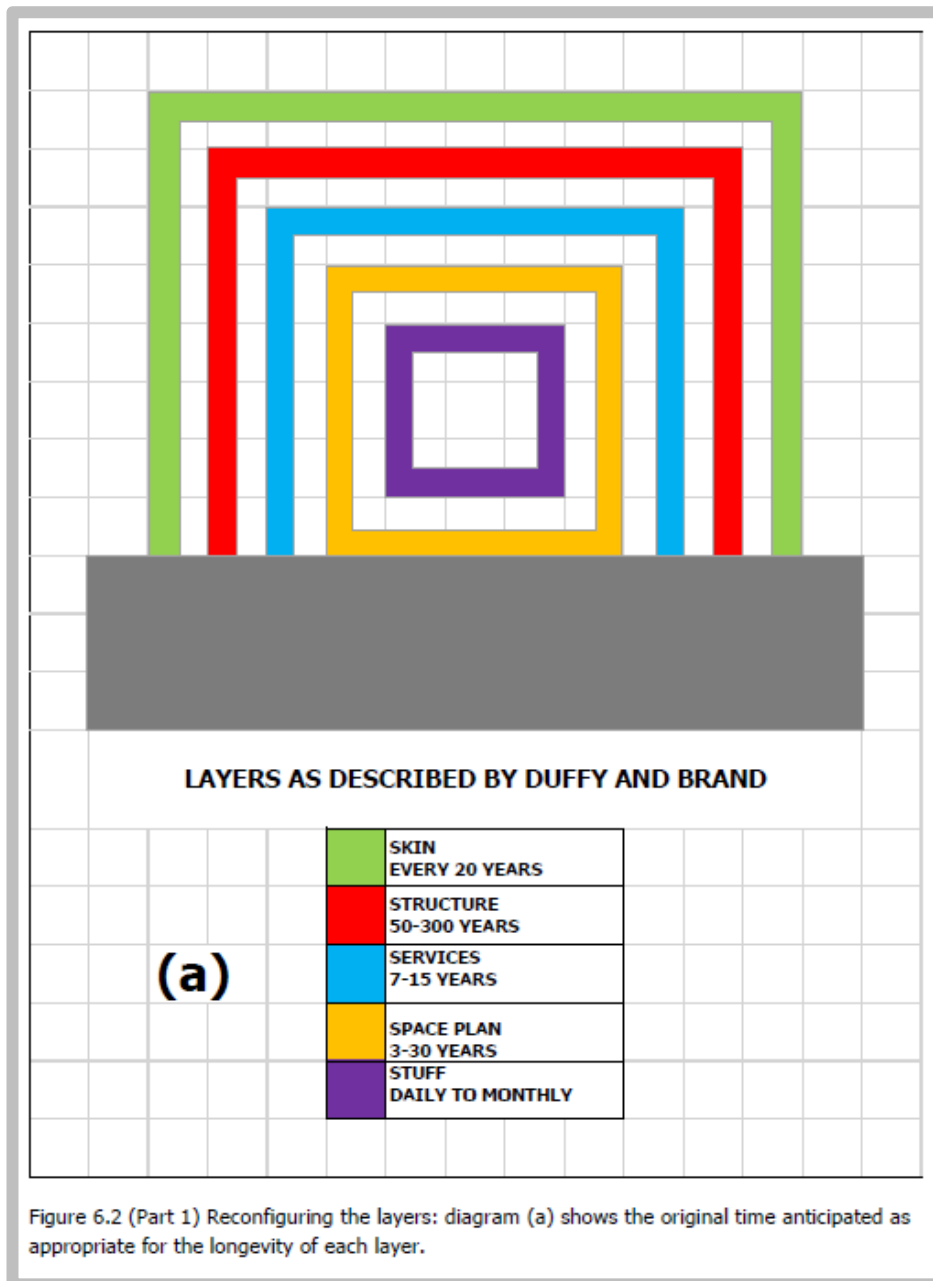 LAYERS AS DESCRIBED BY DUFFY AND BRAND
SKIN
EVERY 20 YEARS
STRUCTURE
50-300 YEARS
SERVICES
7-15 YEARS
(a)
SPACE PLAN
3-30 YEARS
STUFF
DAILY TO MONTHLY
Figure 6.2 (Part 1) Reconfiguring the layers: diagram (a) shows the original time anticipated as
appropriate for the longevity of each layer.